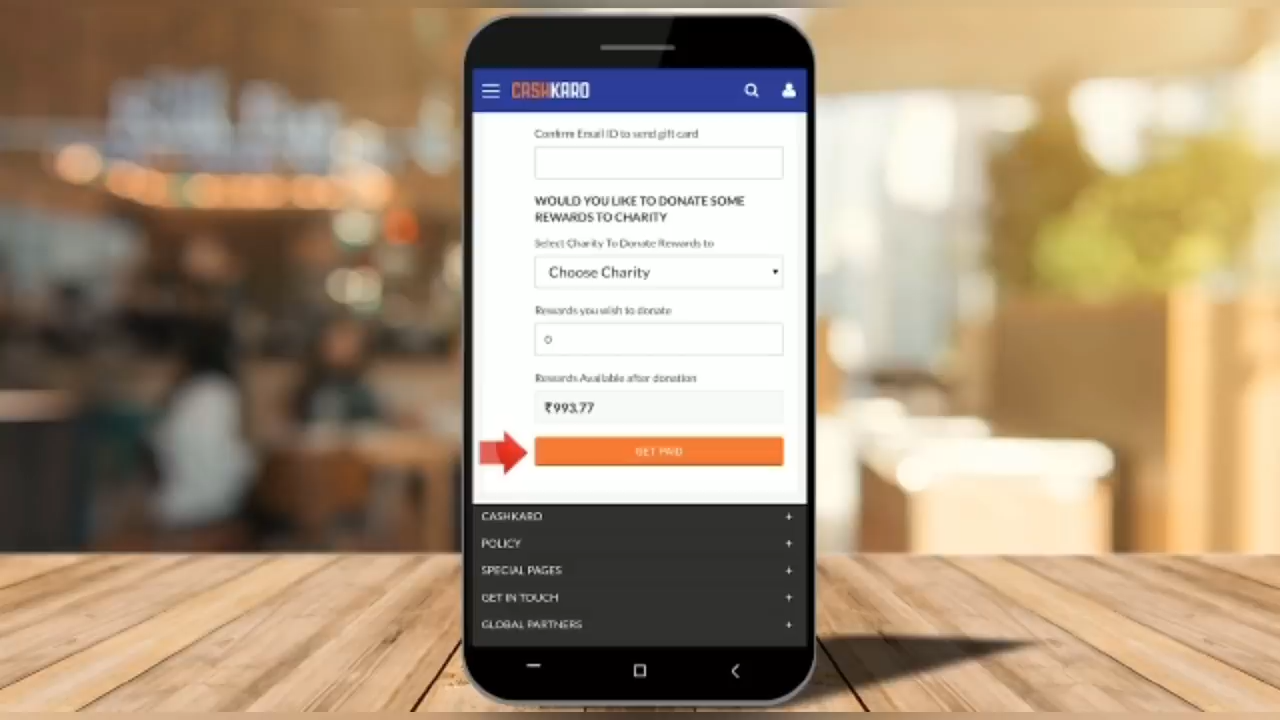 CASHKARO
Confirm Email ID to send gift card
WOULD YOU LIKE TO DONATE SOME
REWARDS TO CHARITY
Select Charity To Donate Rewards to
Choose Charity
Rewards you wish to donate
0
Rewards Available after donation
₹993.77
GET PAID
CASHKARO +
POLICY +
SPECIAL PAGES +
GET IN TOUCH +
GLOBAL PARTNERS +